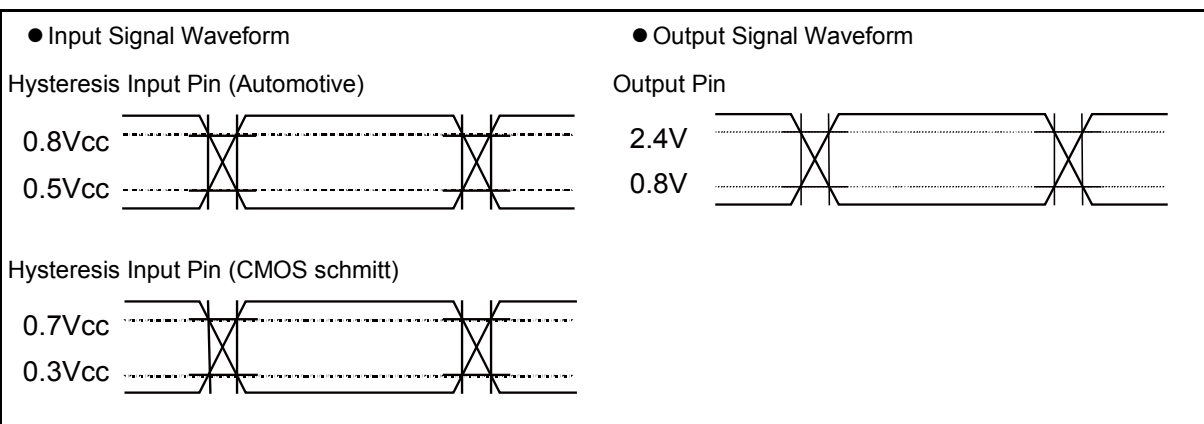 ● Input Signal Waveform
Hysteresis Input Pin (Automotive)
0.8Vcc
0.5Vcc
Hysteresis Input Pin (CMOS schmitt)
0.7Vcc
0.3Vcc
● Output Signal Waveform
Output Pin
2.4V
0.8V